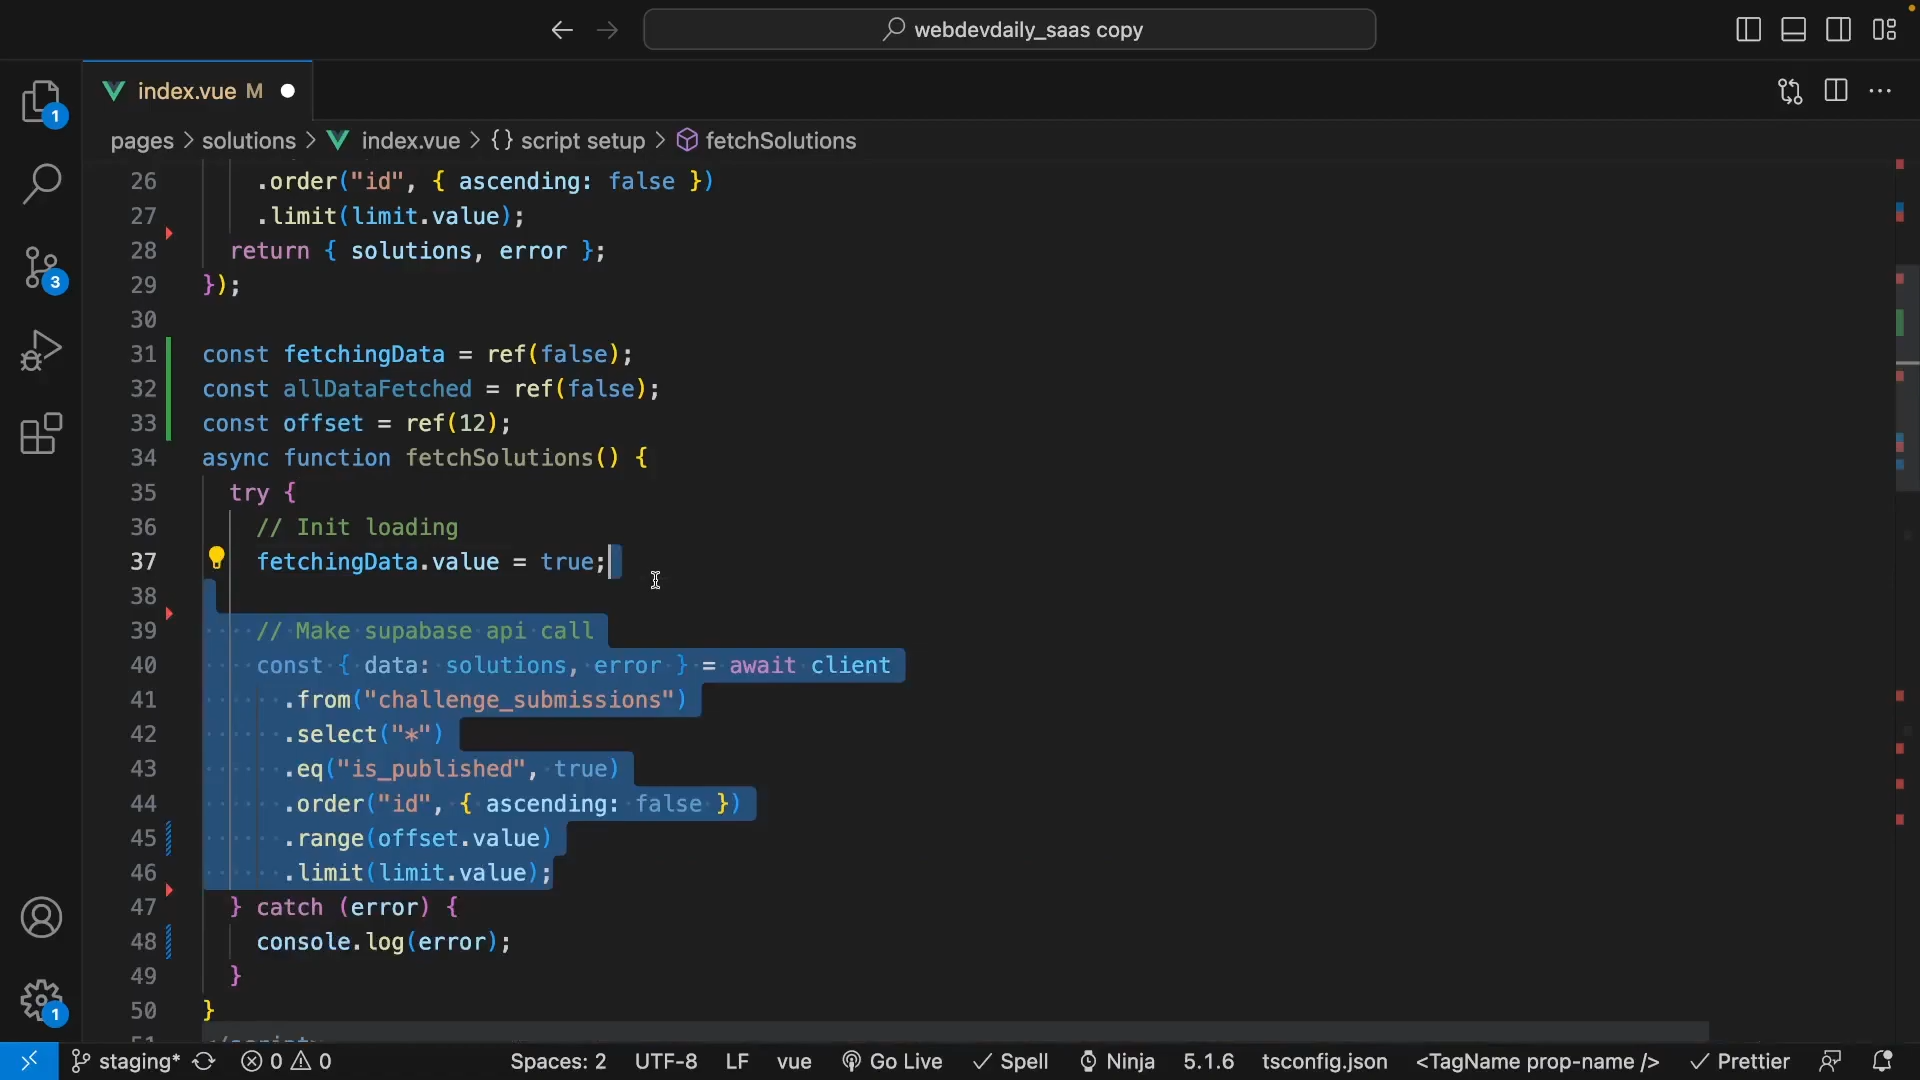 webdevdaily_saas copy
index.vue M
pages > solutions > index.vue > {} script setup > fetchSolutions
26 .order("id", { ascending: false })
27 .limit(limit.value);
28 return { solutions, error };
29 });
30
31 const fetchingData = ref(false);
32 const allDataFetched = ref(false);
33 const offset = ref(12);
34 async function fetchSolutions() {
35 try {
36 // Init loading
37 fetchingData.value = true;
38
39 // Make supabase api call
40 const { data: solutions, error } = await client
41 .from("challenge_submissions")
42 .select("*")
43 .eq("is_published", true)
44 .order("id", { ascending: false })
45 .range(offset.value)
46 .limit(limit.value);
47 } catch (error) {
48 console.log(error);
49 }
50 }
51 </script>
1
3
1
staging* 0 0 Spaces: 2 UTF-8 LF vue Go Live Spell Ninja 5.1.6 tsconfig.json <TagName prop-name /> Prettier